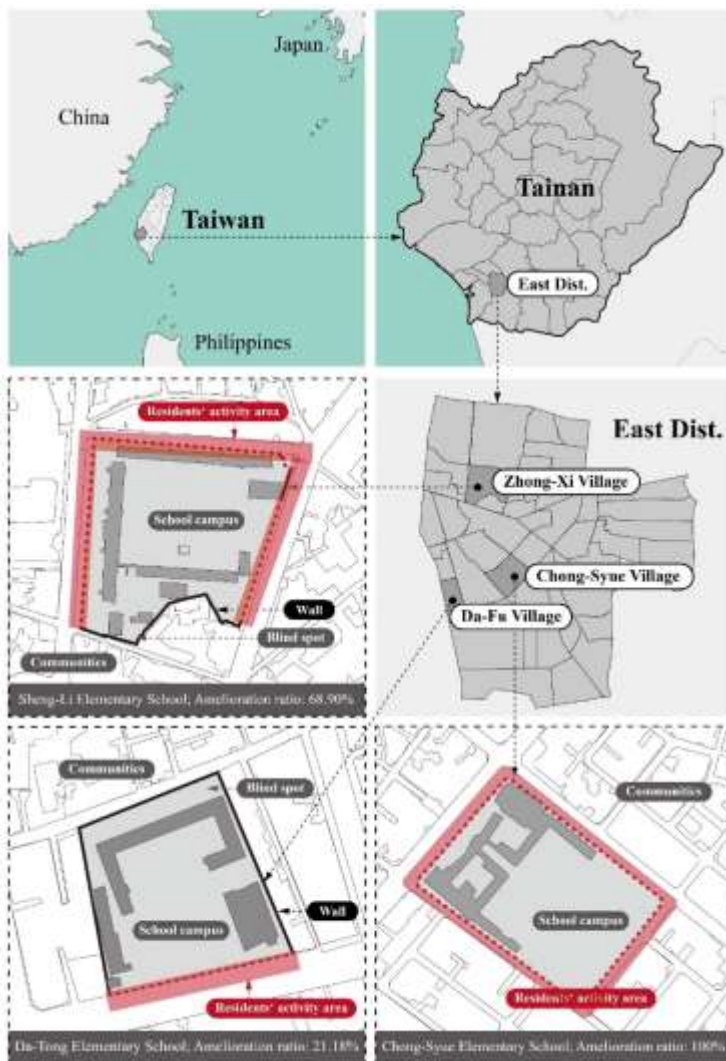 Japan
China
Taiwan
Philippines
Tainan
East Dist.
Residents' activity area
School campus
Wall
Blind spot
Communities
Sheng-Li Elementary School; Amelioration ratio: 68.90%
East Dist.
Zhong-Xi Village
Chong-Syue Village
Da-Fu Village
Communities
Blind spot
School campus
Wall
Residents' activity area
Da-Tong Elementary School; Amelioration ratio: 21.18%
Communities
School campus
Residents' activity area
Chong-Syue Elementary School; Amelioration ratio: 100%